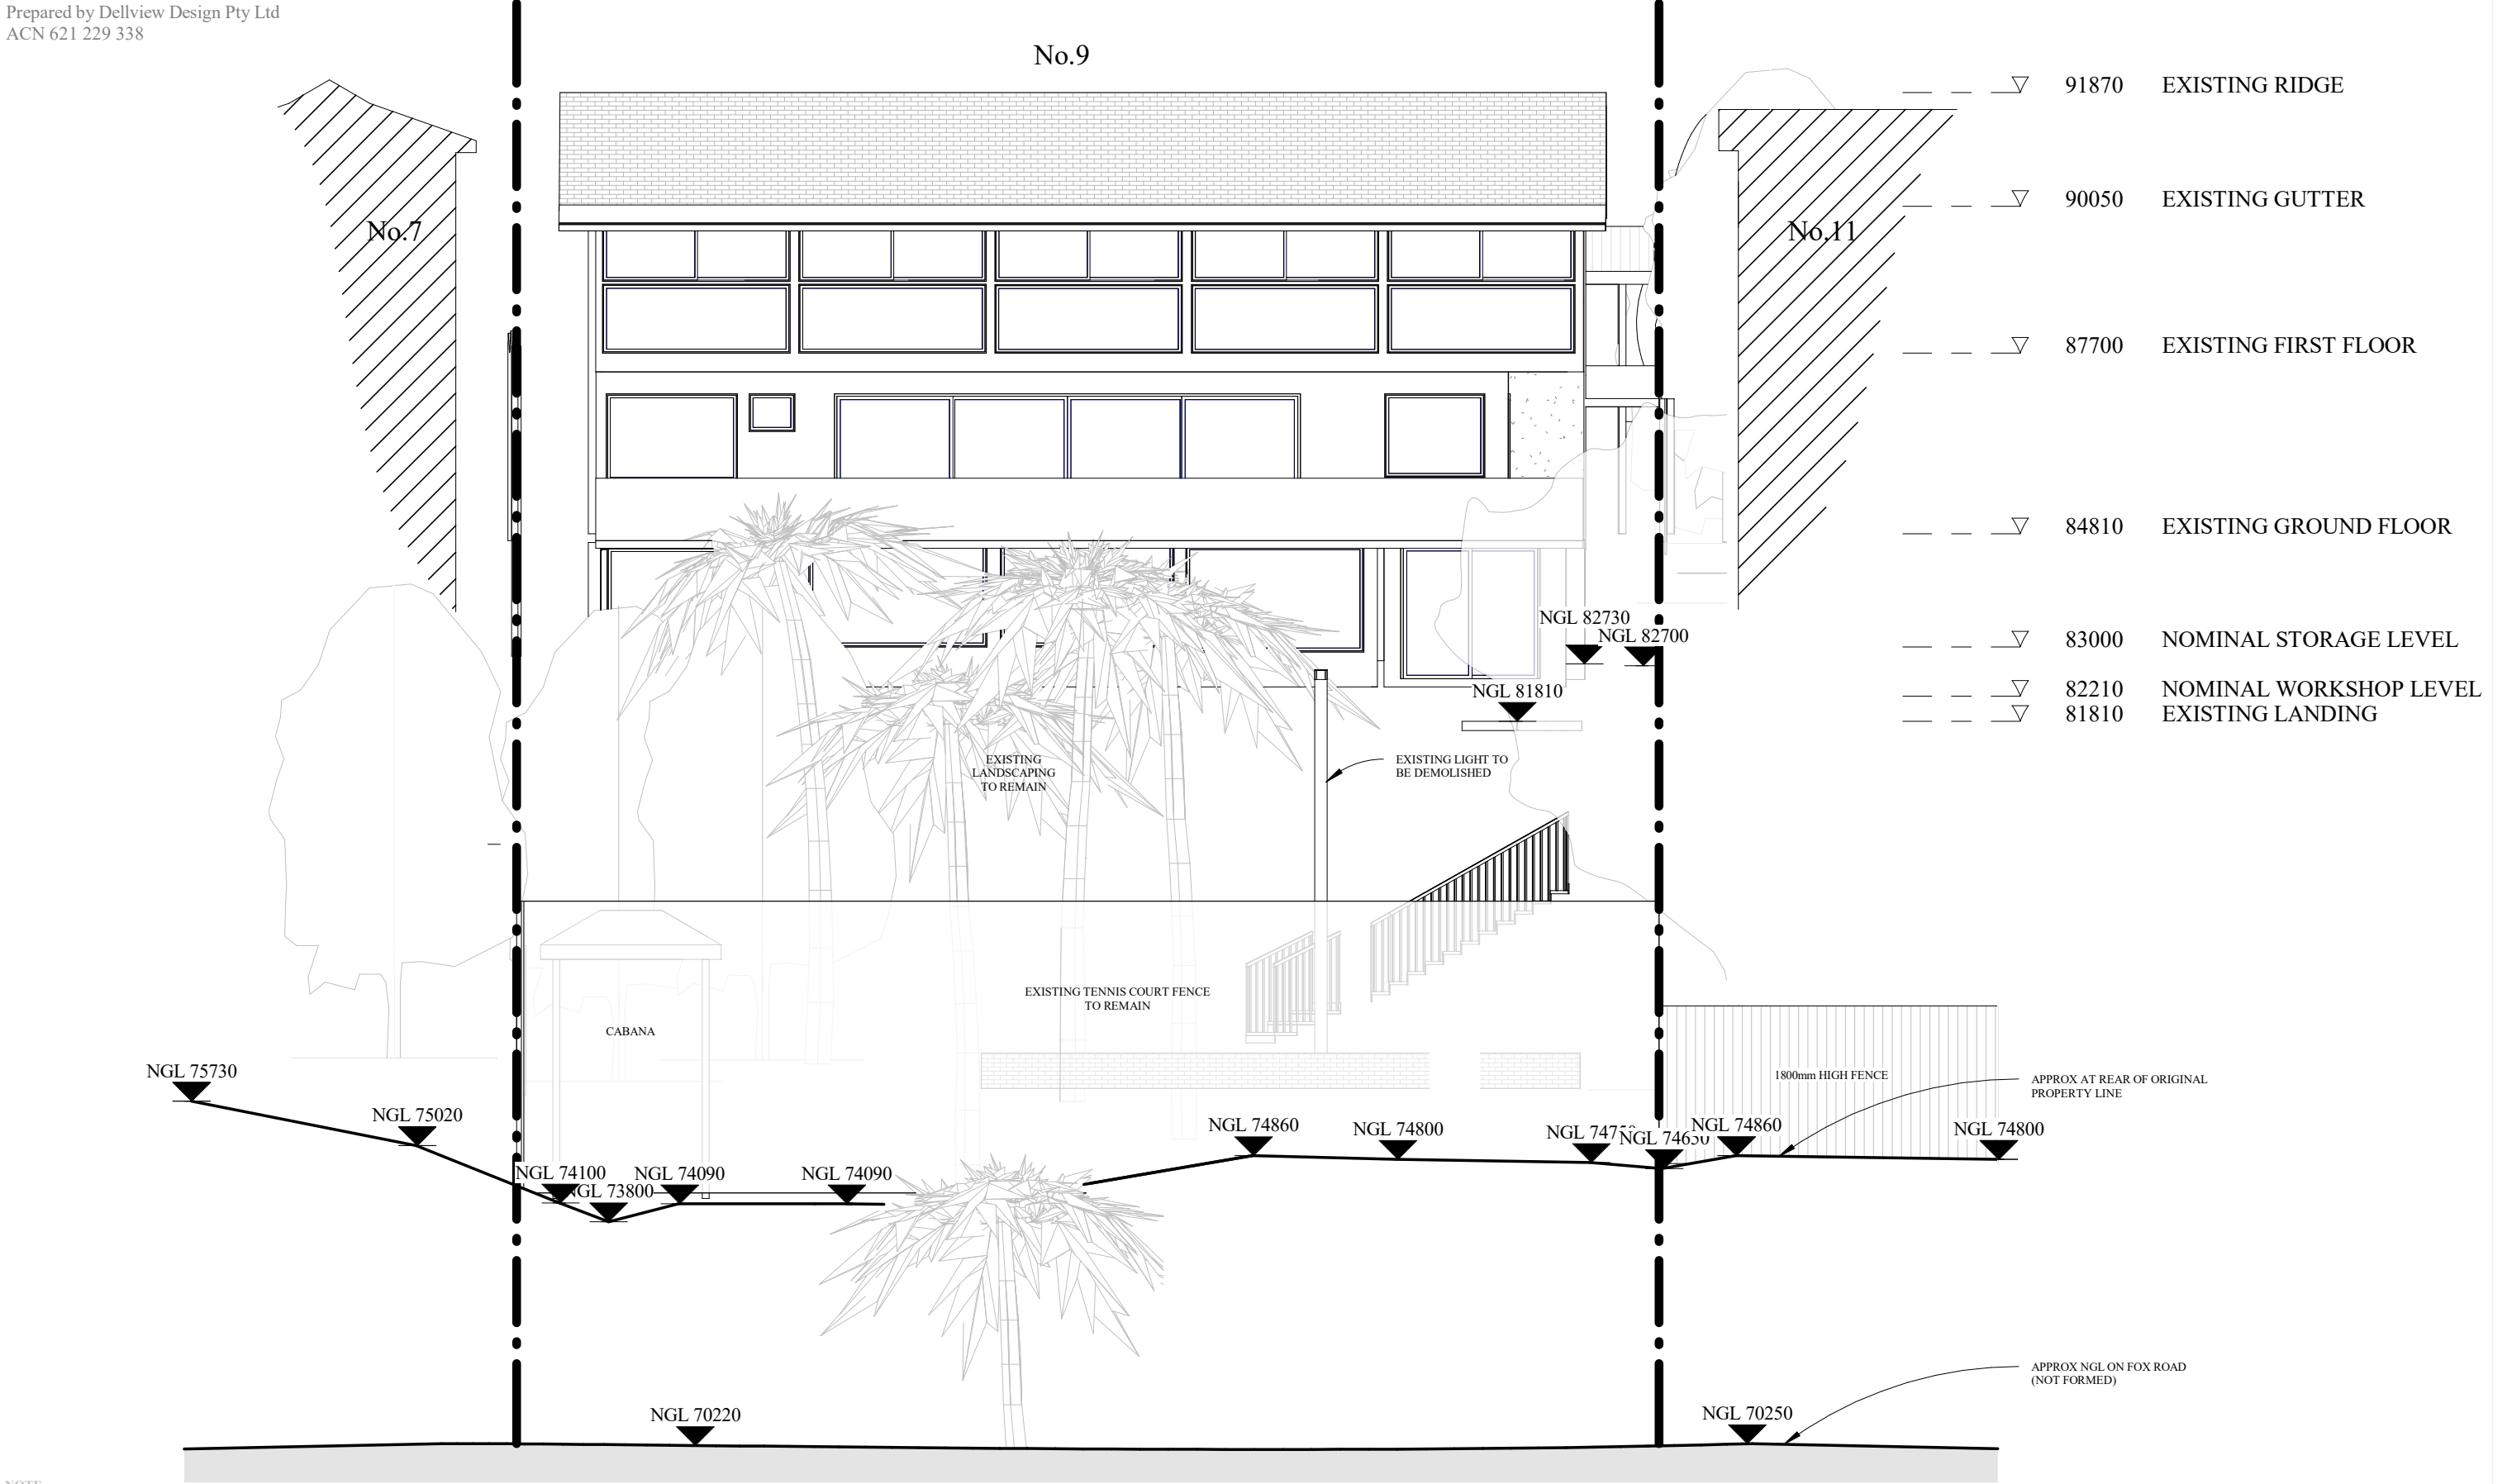 Prepared by Dellview Design Pty Ltd
ACN 621 229 338
No.9
No.7
No.11
91870 EXISTING RIDGE
90050 EXISTING GUTTER
87700 EXISTING FIRST FLOOR
84810 EXISTING GROUND FLOOR
83000 NOMINAL STORAGE LEVEL
82210 NOMINAL WORKSHOP LEVEL
81810 EXISTING LANDING
NGL 82730
NGL 82700
NGL 81810
EXISTING
LANDSCAPING
TO REMAIN
EXISTING LIGHT TO
BE DEMOLISHED
EXISTING TENNIS COURT FENCE
TO REMAIN
CABANA
1800mm HIGH FENCE
APPROX AT REAR OF ORIGINAL
PROPERTY LINE
NGL 75730
NGL 75020
NGL 74100
NGL 73800
NGL 74090
NGL 74090
NGL 74860
NGL 74800
NGL
NGL 74650
NGL 74860
NGL 74800
APPROX NGL ON FOX ROAD
(NOT FORMED)
NGL 70220
NGL 70250